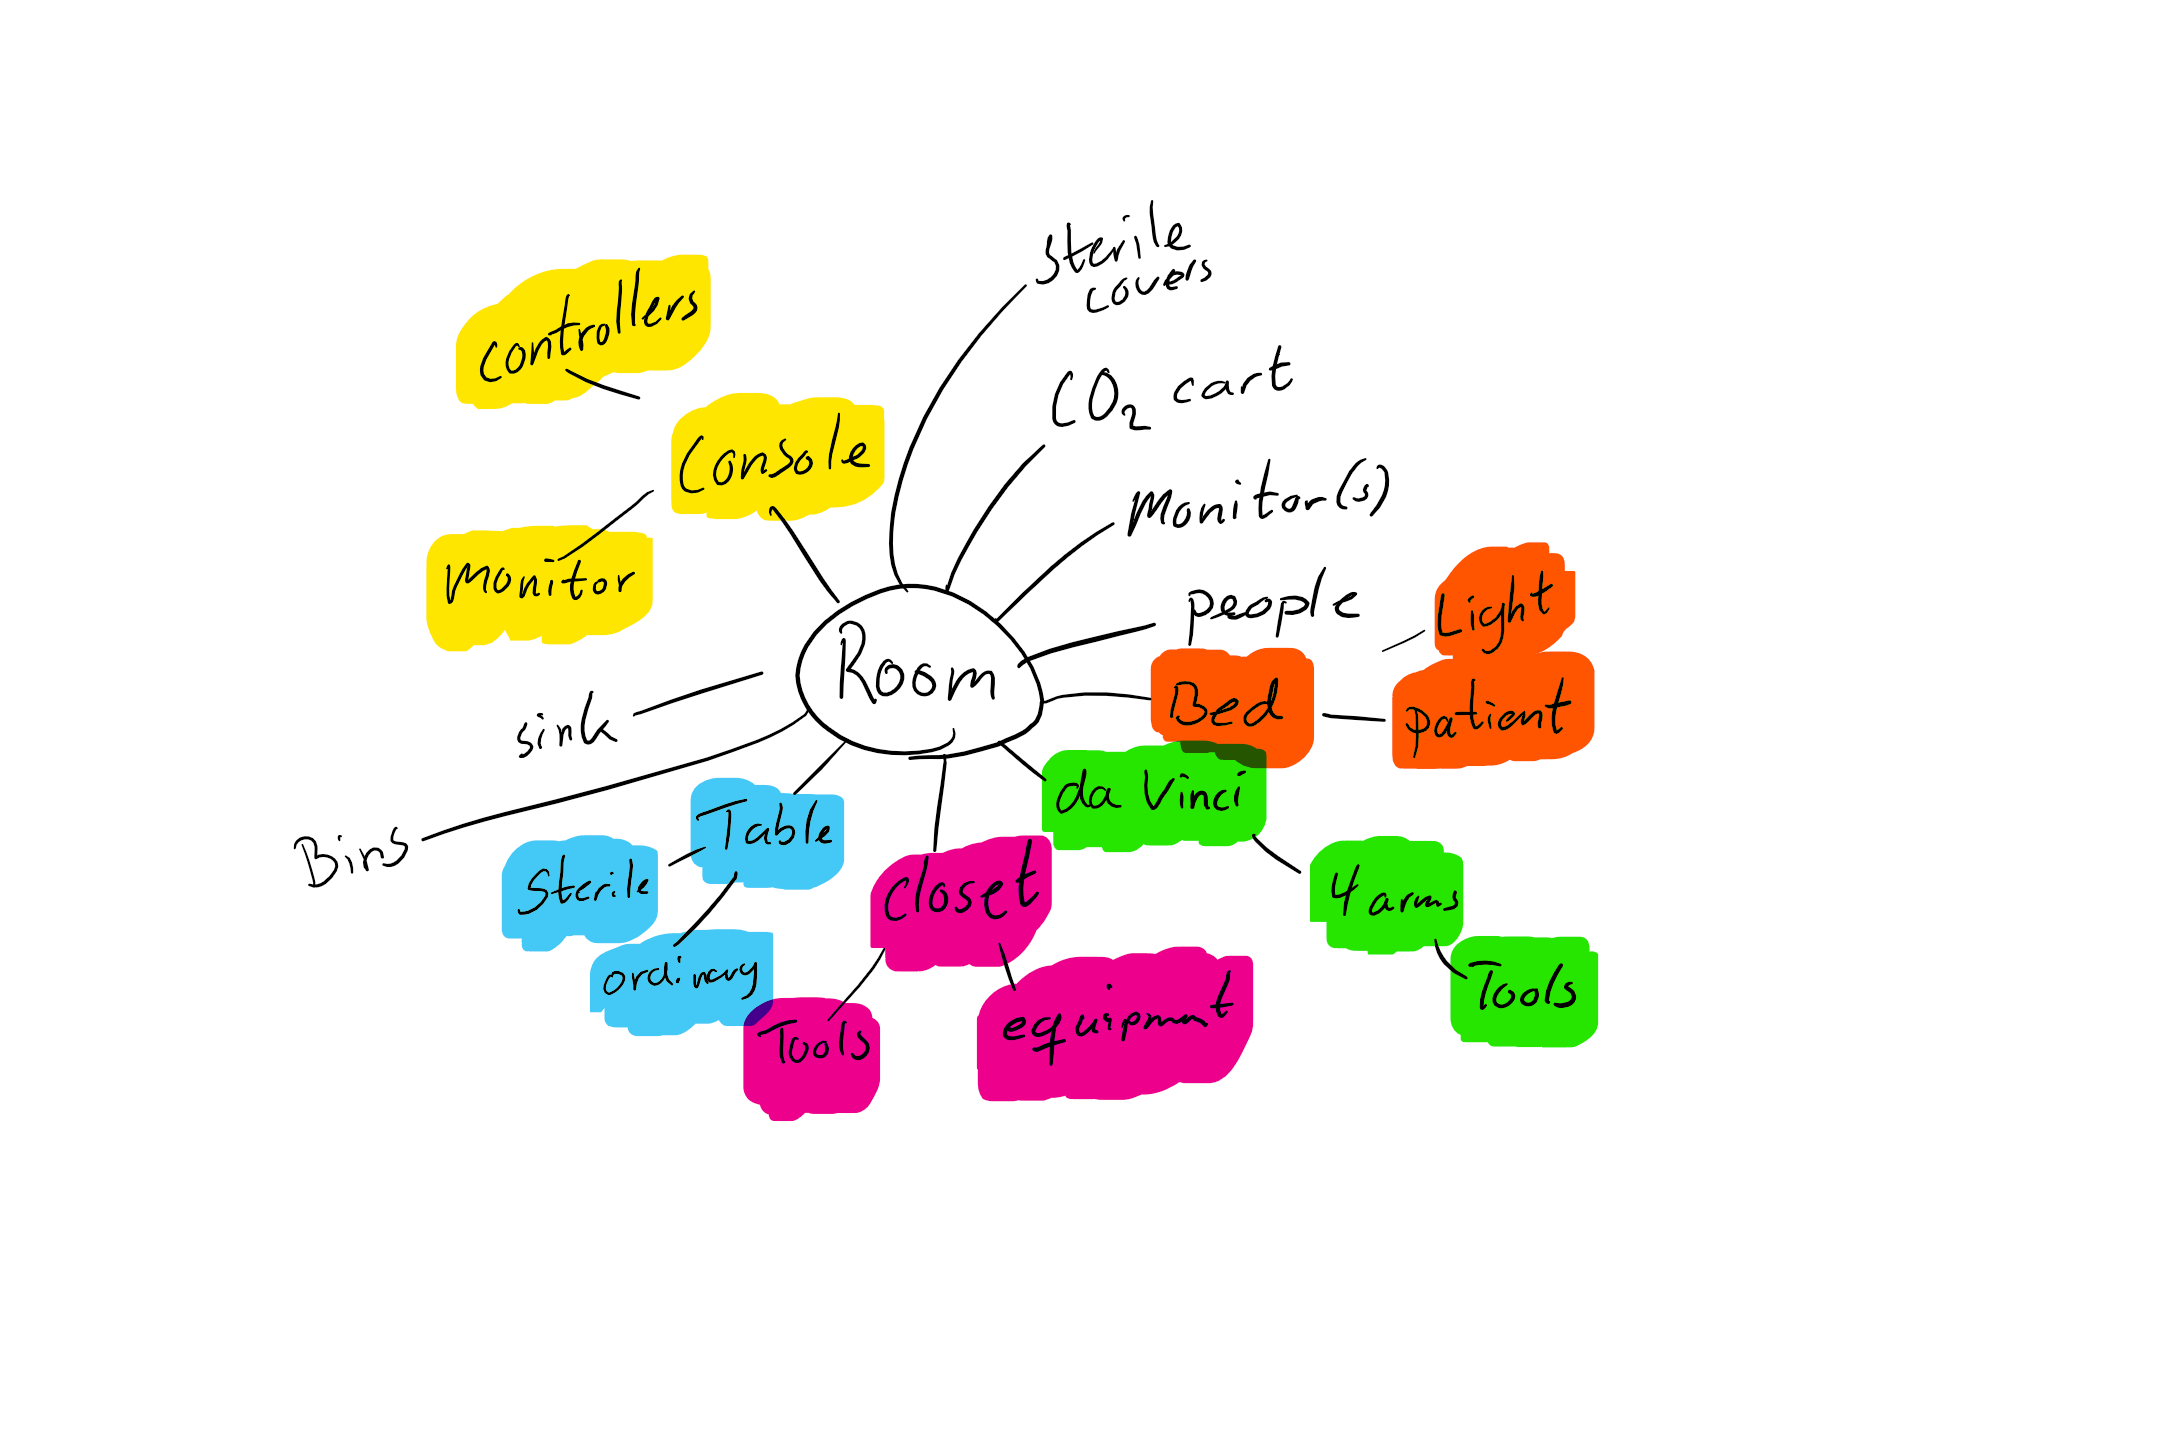 Sterile
covers
controllers
CO₂ cart
Console
Monitor(s)
Monitor
people
Light
Room
Bed
patient
sink
da Vinci
Table
Bins
Sterile
closet
4 arms
ordinary
Tools
equipment
Tools